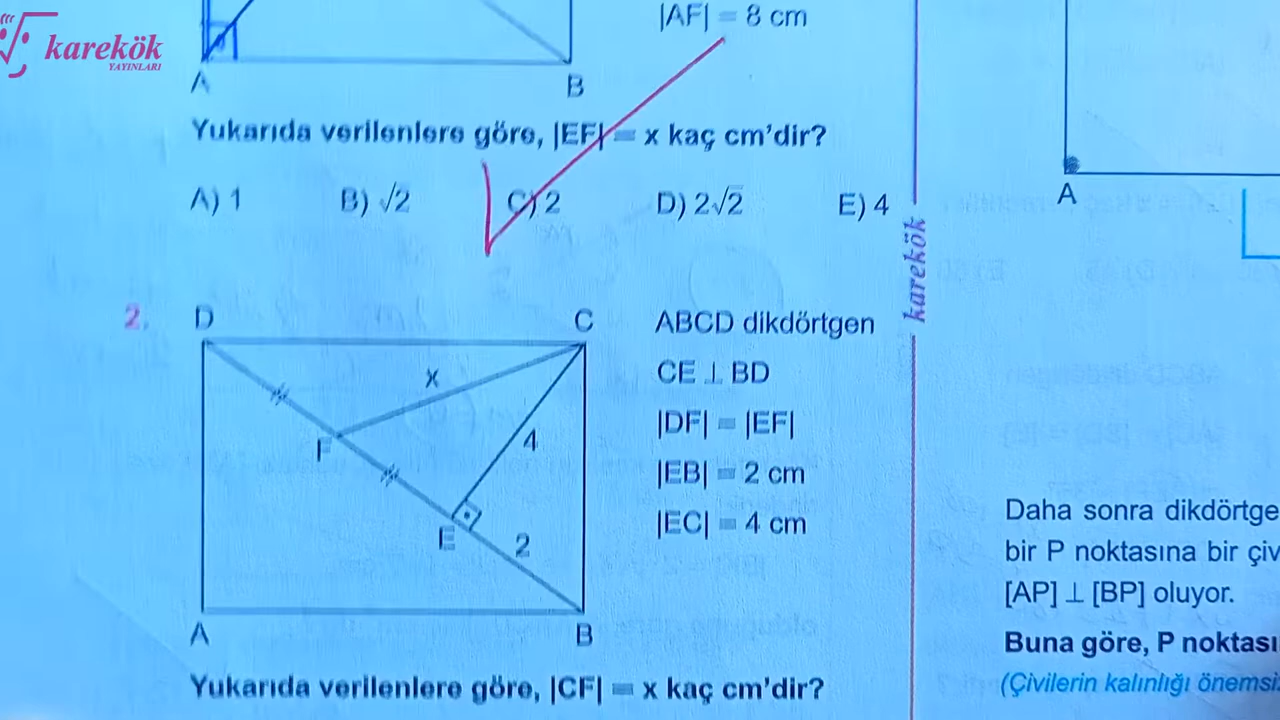 karekök
YAYINLARI
|AF| = 8 cm
A
B
Yukarıda verilenlere göre, |EF| = x kaç cm'dir?
A) 1 B) √2 C) 2 D) 2√2 E) 4
karekök
A
2.
D
C
x
F
4
E
2
A
B
ABCD dikdörtgen
CE ⊥ BD
|DF| = |EF|
|EB| = 2 cm
|EC| = 4 cm
Yukarıda verilenlere göre, |CF| = x kaç cm'dir?
Daha sonra dikdörtge
bir P noktasına bir çiv
[AP] ⊥ [BP] oluyor.
Buna göre, P noktası
(Çivilerin kalınlığı önemsi